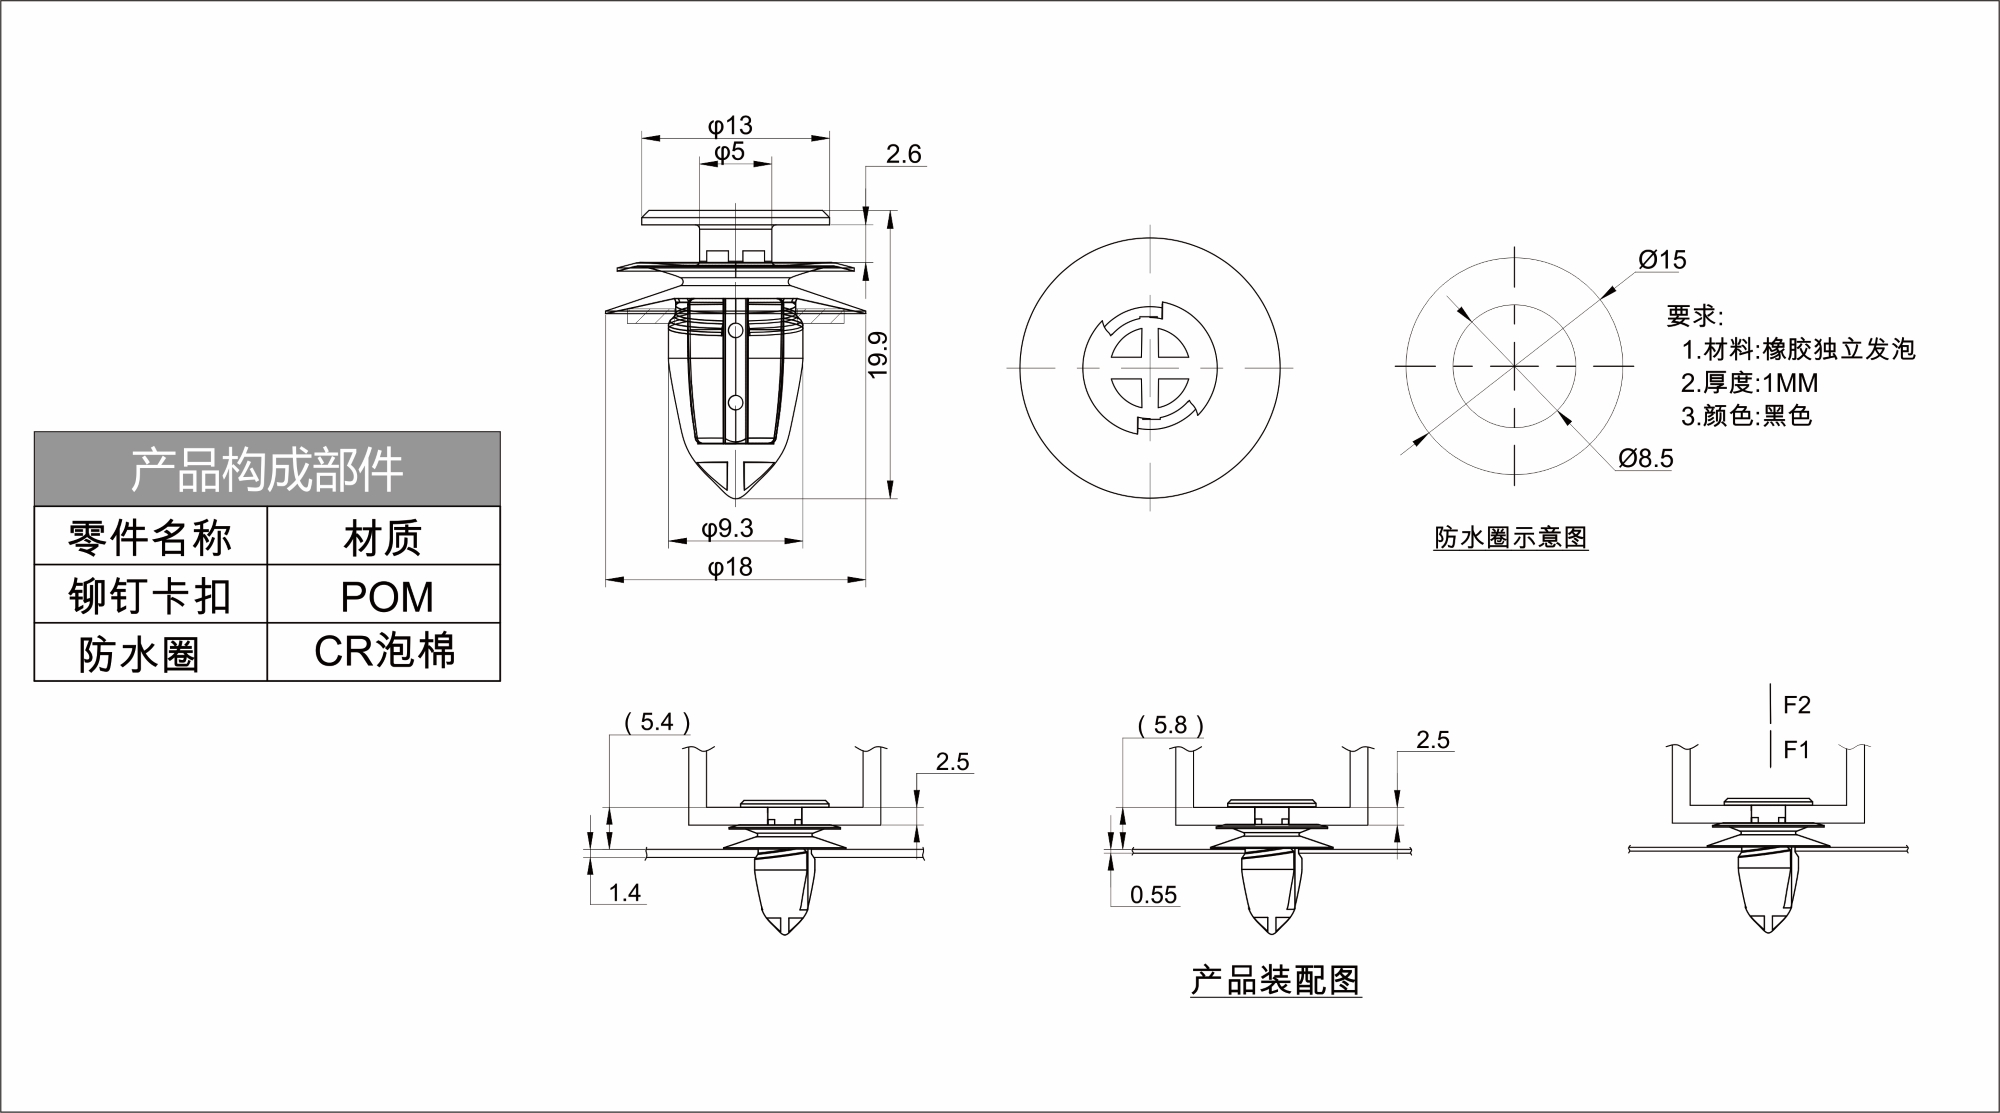 φ13
φ5
2.6
19.9
φ9.3
φ18
Ø15
Ø8.5
要求:
1.材料:橡胶独立发泡
2.厚度:1MM
3.颜色:黑色
防水圈示意图
产品构成部件
零件名称 材质
铆钉卡扣 POM
防水圈 CR泡棉
( 5.4 )
2.5
1.4
( 5.8 )
2.5
0.55
F2
F1
产品装配图